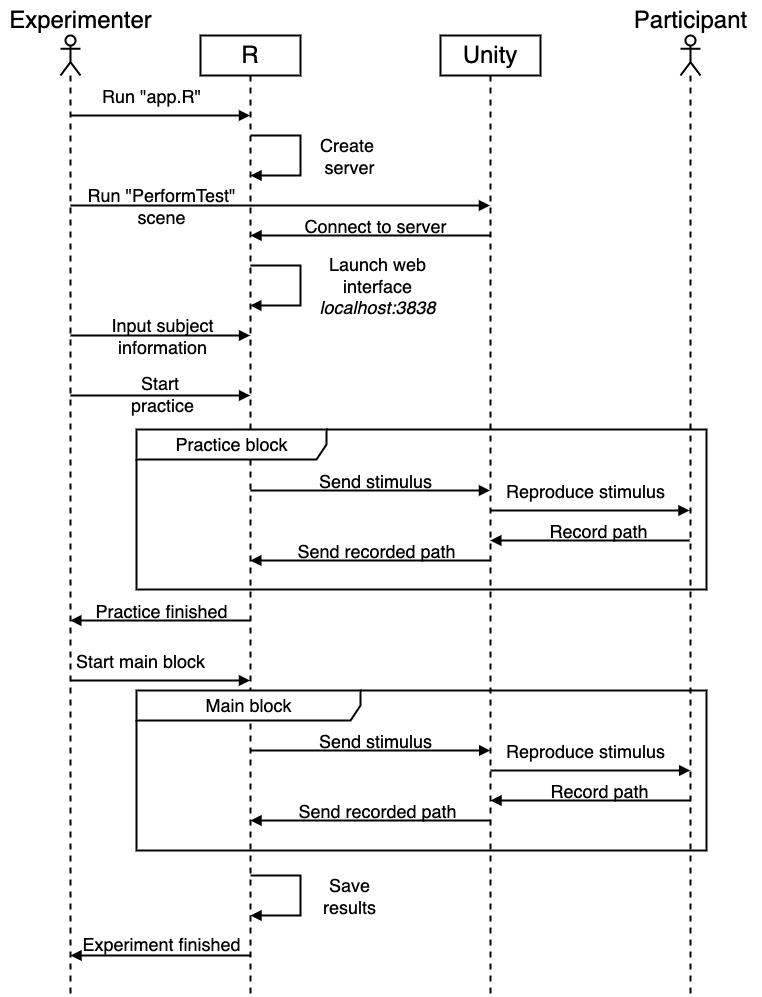 Experimenter
R
Unity
Participant
Run "app.R"
Create
server
Run "PerformTest"
scene
Connect to server
Launch web
interface
localhost:3838
Input subject
information
Start
practice
Practice block
Send stimulus
Reproduce stimulus
Record path
Send recorded path
Practice finished
Start main block
Main block
Send stimulus
Reproduce stimulus
Record path
Send recorded path
Save
results
Experiment finished